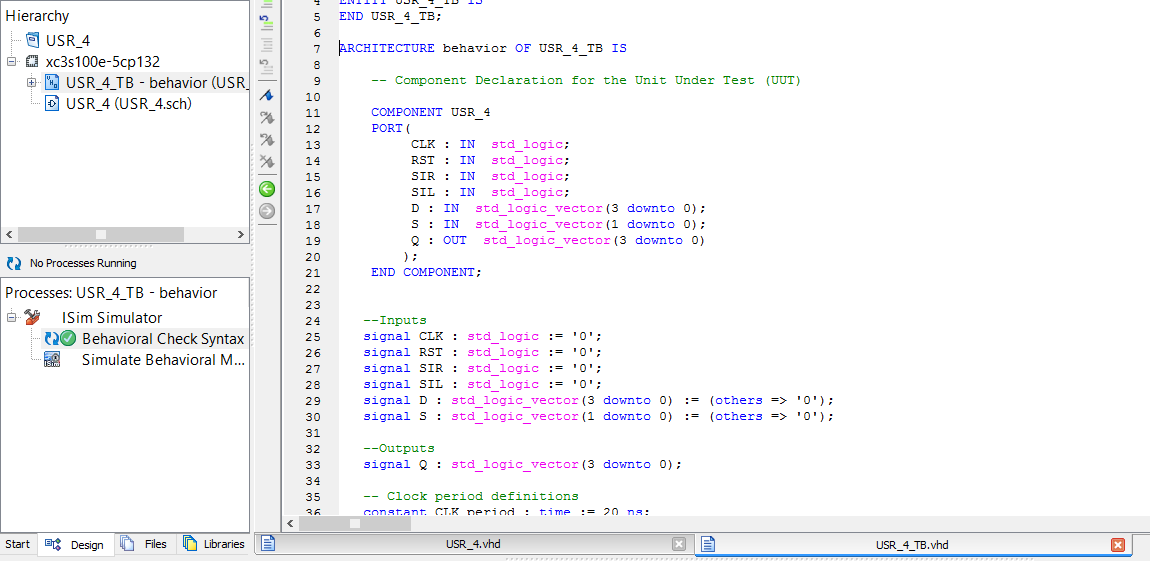 Hierarchy
USR_4
xc3s100e-5cp132
USR_4_TB - behavior (USR_
USR_4 (USR_4.sch)
No Processes Running
Processes: USR_4_TB - behavior
ISim Simulator
Behavioral Check Syntax
Simulate Behavioral M...
Start
Design
Files
Libraries
4 ENTITY USR_4_TB IS
5 END USR_4_TB;
6
7 ARCHITECTURE behavior OF USR_4_TB IS
8
9 -- Component Declaration for the Unit Under Test (UUT)
10
11 COMPONENT USR_4
12 PORT(
13 CLK : IN std_logic;
14 RST : IN std_logic;
15 SIR : IN std_logic;
16 SIL : IN std_logic;
17 D : IN std_logic_vector(3 downto 0);
18 S : IN std_logic_vector(1 downto 0);
19 Q : OUT std_logic_vector(3 downto 0)
20 );
21 END COMPONENT;
22
23
24 --Inputs
25 signal CLK : std_logic := '0';
26 signal RST : std_logic := '0';
27 signal SIR : std_logic := '0';
28 signal SIL : std_logic := '0';
29 signal D : std_logic_vector(3 downto 0) := (others => '0');
30 signal S : std_logic_vector(1 downto 0) := (others => '0');
31
32 --Outputs
33 signal Q : std_logic_vector(3 downto 0);
34
35 -- Clock period definitions
36 constant CLK_period : time := 20 ns;
USR_4.vhd
USR_4_TB.vhd